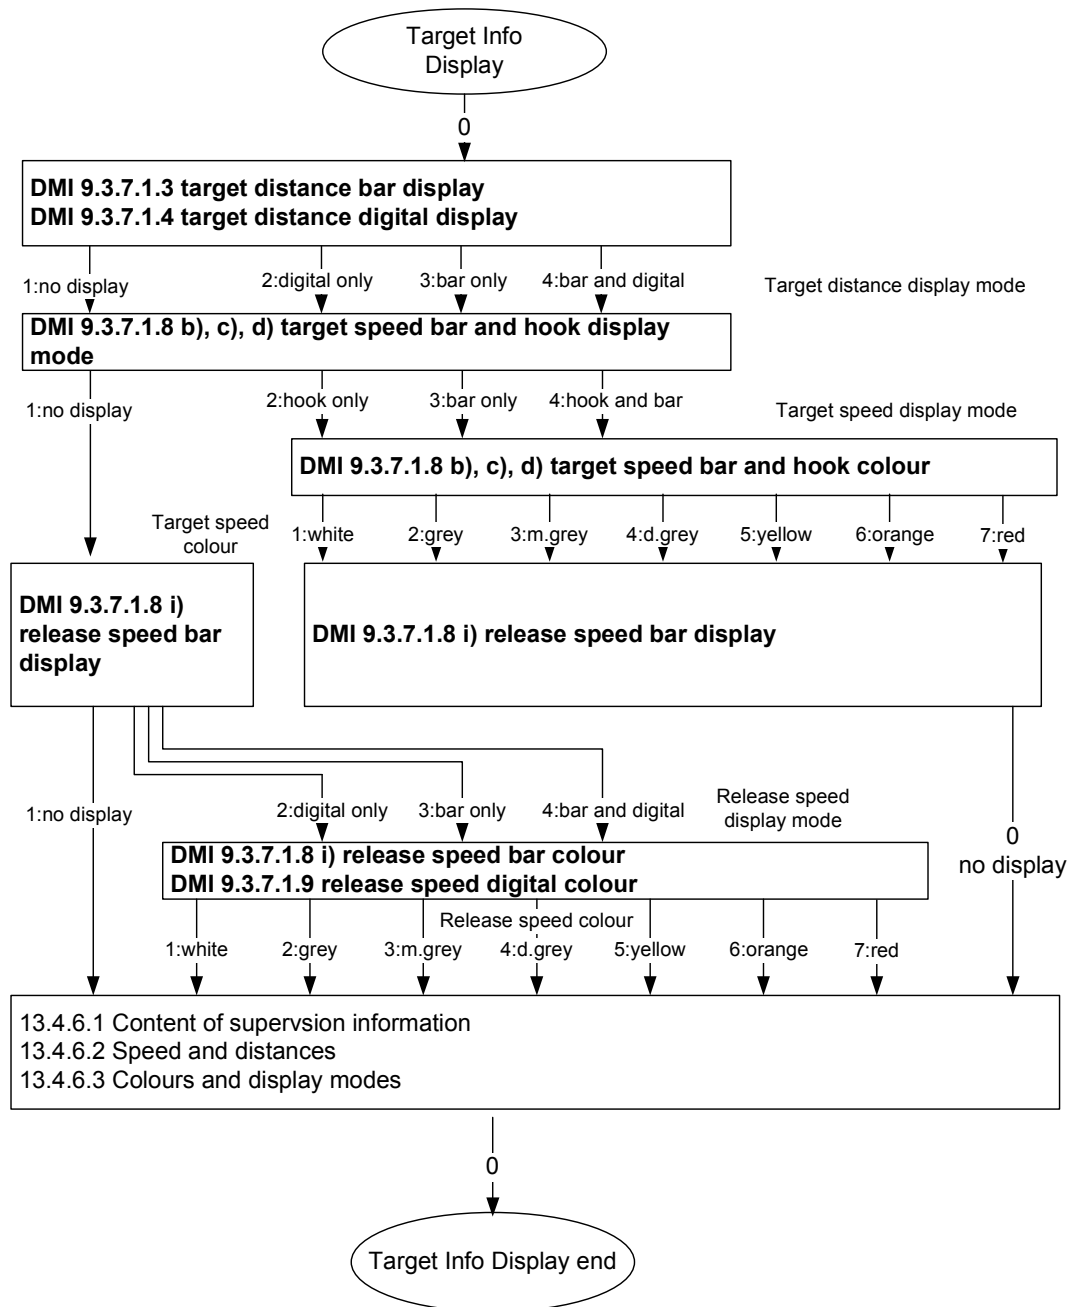 Target Info
Display
0
DMI 9.3.7.1.3 target distance bar display
DMI 9.3.7.1.4 target distance digital display
1:no display
2:digital only
3:bar only
4:bar and digital
Target distance display mode
DMI 9.3.7.1.8 b), c), d) target speed bar and hook display
mode
1:no display
2:hook only
3:bar only
4:hook and bar
Target speed display mode
DMI 9.3.7.1.8 b), c), d) target speed bar and hook colour
Target speed
colour
1:white
2:grey
3:m.grey
4:d.grey
5:yellow
6:orange
7:red
DMI 9.3.7.1.8 i)
release speed bar
display
DMI 9.3.7.1.8 i) release speed bar display
1:no display
2:digital only
3:bar only
4:bar and digital
Release speed
display mode
0
no display
DMI 9.3.7.1.8 i) release speed bar colour
DMI 9.3.7.1.9 release speed digital colour
Release speed colour
1:white
2:grey
3:m.grey
4:d.grey
5:yellow
6:orange
7:red
13.4.6.1 Content of supervsion information
13.4.6.2 Speed and distances
13.4.6.3 Colours and display modes
0
Target Info Display end